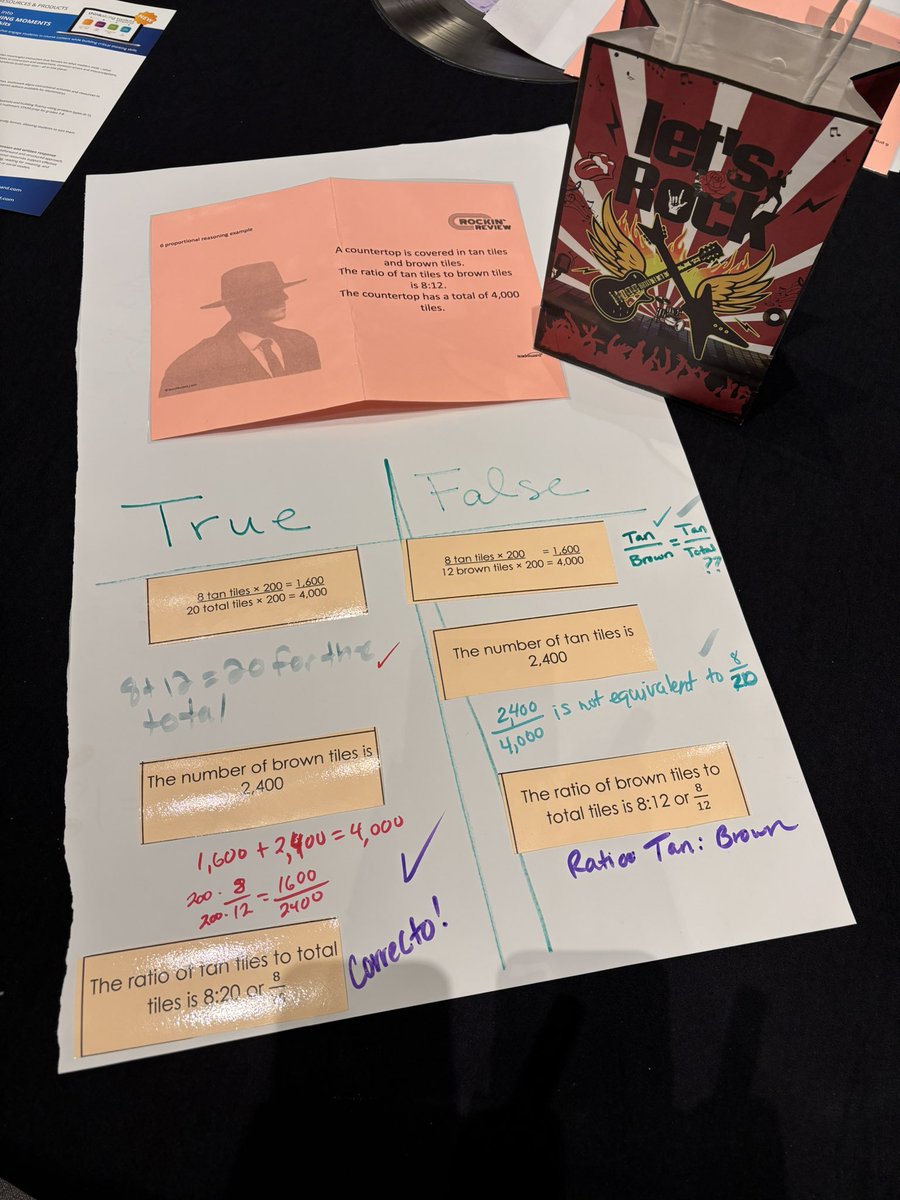 RESOURCES & PRODUCTS
into
NING MOMENTS
NEW
let's
Rock
6 proportional reasoning example
ROCKIN'
REVIEW
A countertop is covered in tan tiles
and brown tiles.
The ratio of tan tiles to brown tiles
is 8:12.
The countertop has a total of 4,000
tiles.
lead4ward
True
False
8 tan tiles × 200 = 1,600
20 total tiles × 200 = 4,000
8+12=20 for the
total
The number of brown tiles is
2,400
1,600 + 2,400 = 4,000
200 · 8 = 1600
200 · 12 2400
The ratio of tan tiles to total
tiles is 8:20 or 8
Correcto!
8 tan tiles × 200 = 1,600
12 brown tiles × 200 = 4,000
Tan = Tan
Brown Total
??
The number of tan tiles is
2,400
2,400 is not equivalent to 8
4,000 20
The ratio of brown tiles to
total tiles is 8:12 or 8
12
Ratio Tan: Brown